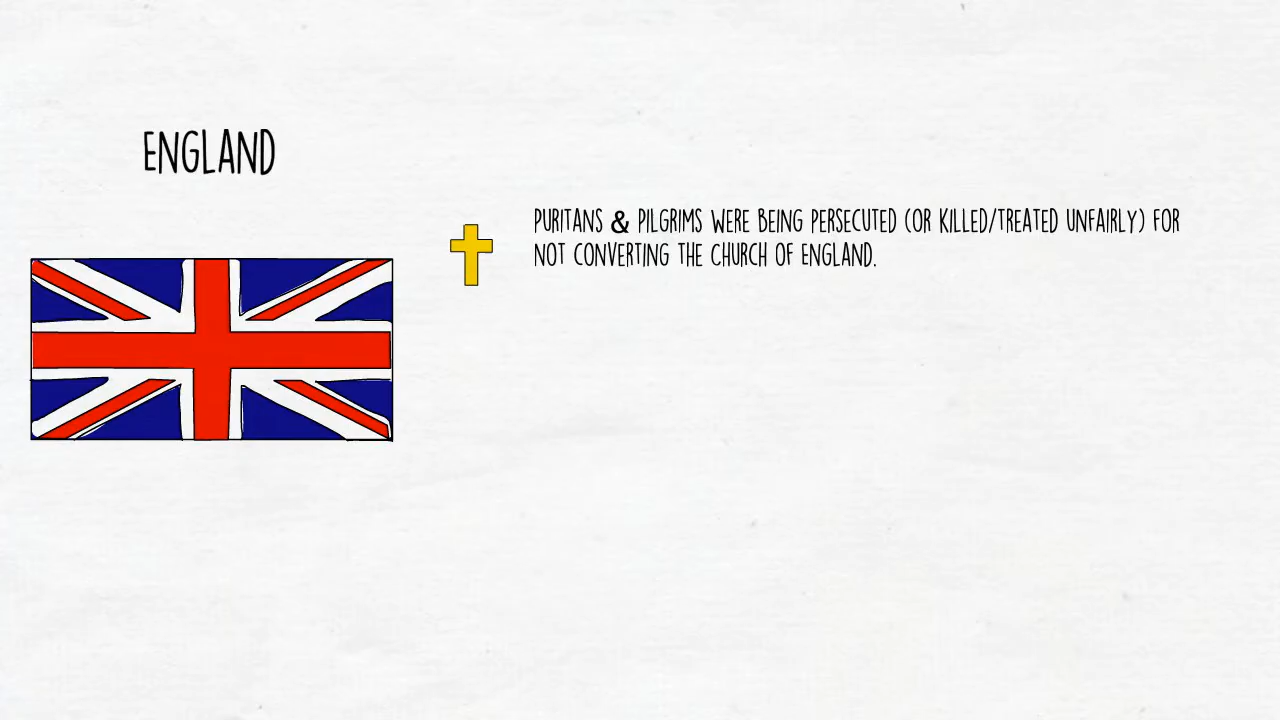 ENGLAND
PURITANS & PILGRIMS WERE BEING PERSECUTED (OR KILLED/TREATED UNFAIRLY) FOR
NOT CONVERTING THE CHURCH OF ENGLAND.